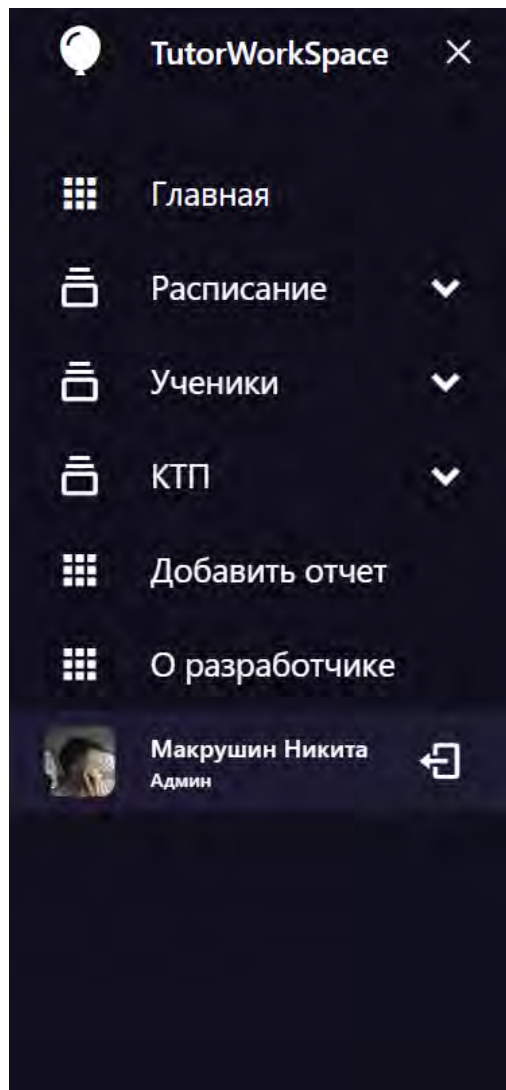 TutorWorkSpace
Главная
Расписание
Ученики
КТП
Добавить отчет
О разработчике
Макрушин Никита
Админ